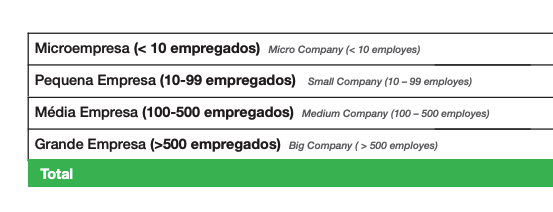 Microempresa (< 10 empregados) Micro Company (< 10 employes)
Pequena Empresa (10-99 empregados) Small Company (10 – 99 employes)
Média Empresa (100-500 empregados) Medium Company (100 – 500 employes)
Grande Empresa (>500 empregados) Big Company ( > 500 employes)
Total